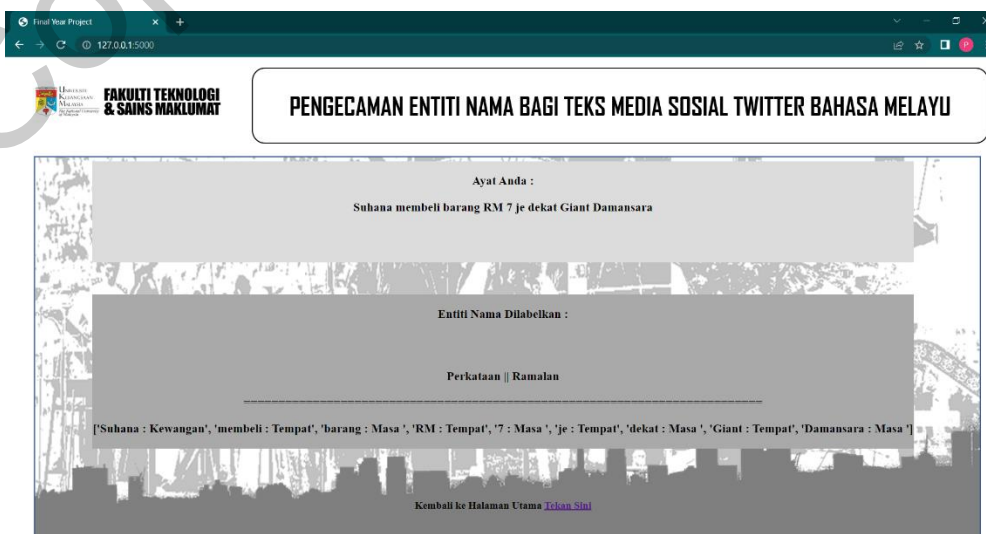 Final Year Project
127.0.0.1:5000
P
UNIVERSITI
KEBANGSAAN
MALAYSIA
FAKULTI TEKNOLOGI
& SAINS MAKLUMAT
PENGECAMAN ENTITI NAMA BAGI TEKS MEDIA SOSIAL TWITTER BAHASA MELAYU
Ayat Anda :
Suhana membeli barang RM 7 je dekat Giant Damansara
Entiti Nama Dilabelkan :
Perkataan || Ramalan
['Suhana : Kewangan', 'membeli : Tempat', 'barang : Masa ', 'RM : Tempat', '7 : Masa ', 'je : Tempat', 'dekat : Masa ', 'Giant : Tempat', 'Damansara : Masa ']
Kembali ke Halaman Utama Tekan Sini